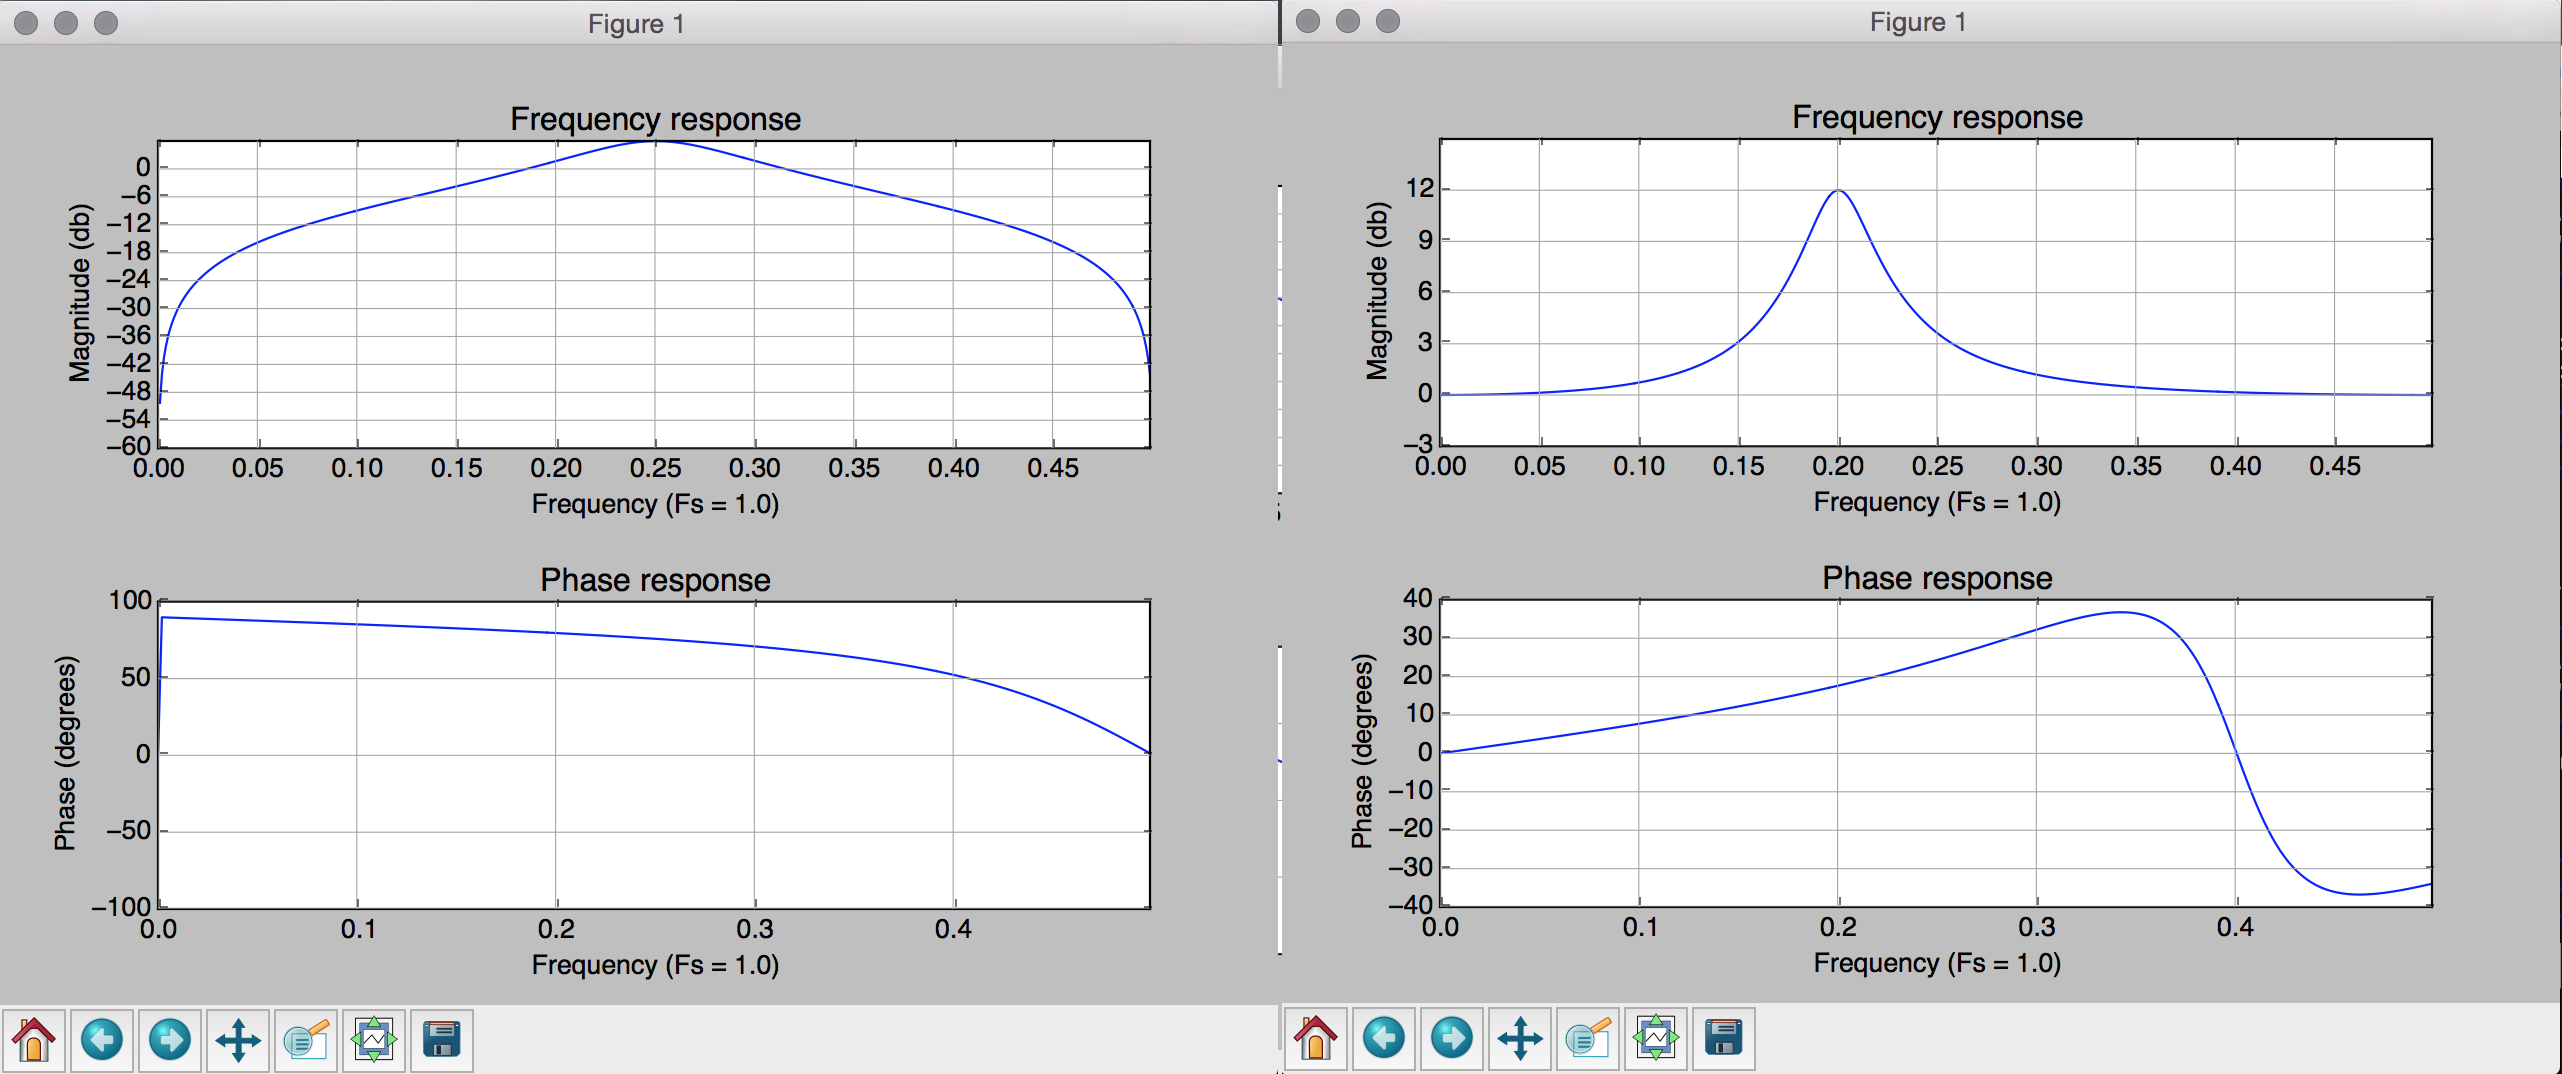 Figure 1
Frequency response
Magnitude (db)
0
−6
−12
−18
−24
−30
−36
−42
−48
−54
−60
0.00 0.05 0.10 0.15 0.20 0.25 0.30 0.35 0.40 0.45
Frequency (Fs = 1.0)
Phase response
Phase (degrees)
100
50
0
−50
−100
0.0 0.1 0.2 0.3 0.4
Frequency (Fs = 1.0)
Figure 1
Frequency response
Magnitude (db)
12
9
6
3
0
−3
0.00 0.05 0.10 0.15 0.20 0.25 0.30 0.35 0.40 0.45
Frequency (Fs = 1.0)
Phase response
Phase (degrees)
40
30
20
10
0
−10
−20
−30
−40
0.0 0.1 0.2 0.3 0.4
Frequency (Fs = 1.0)